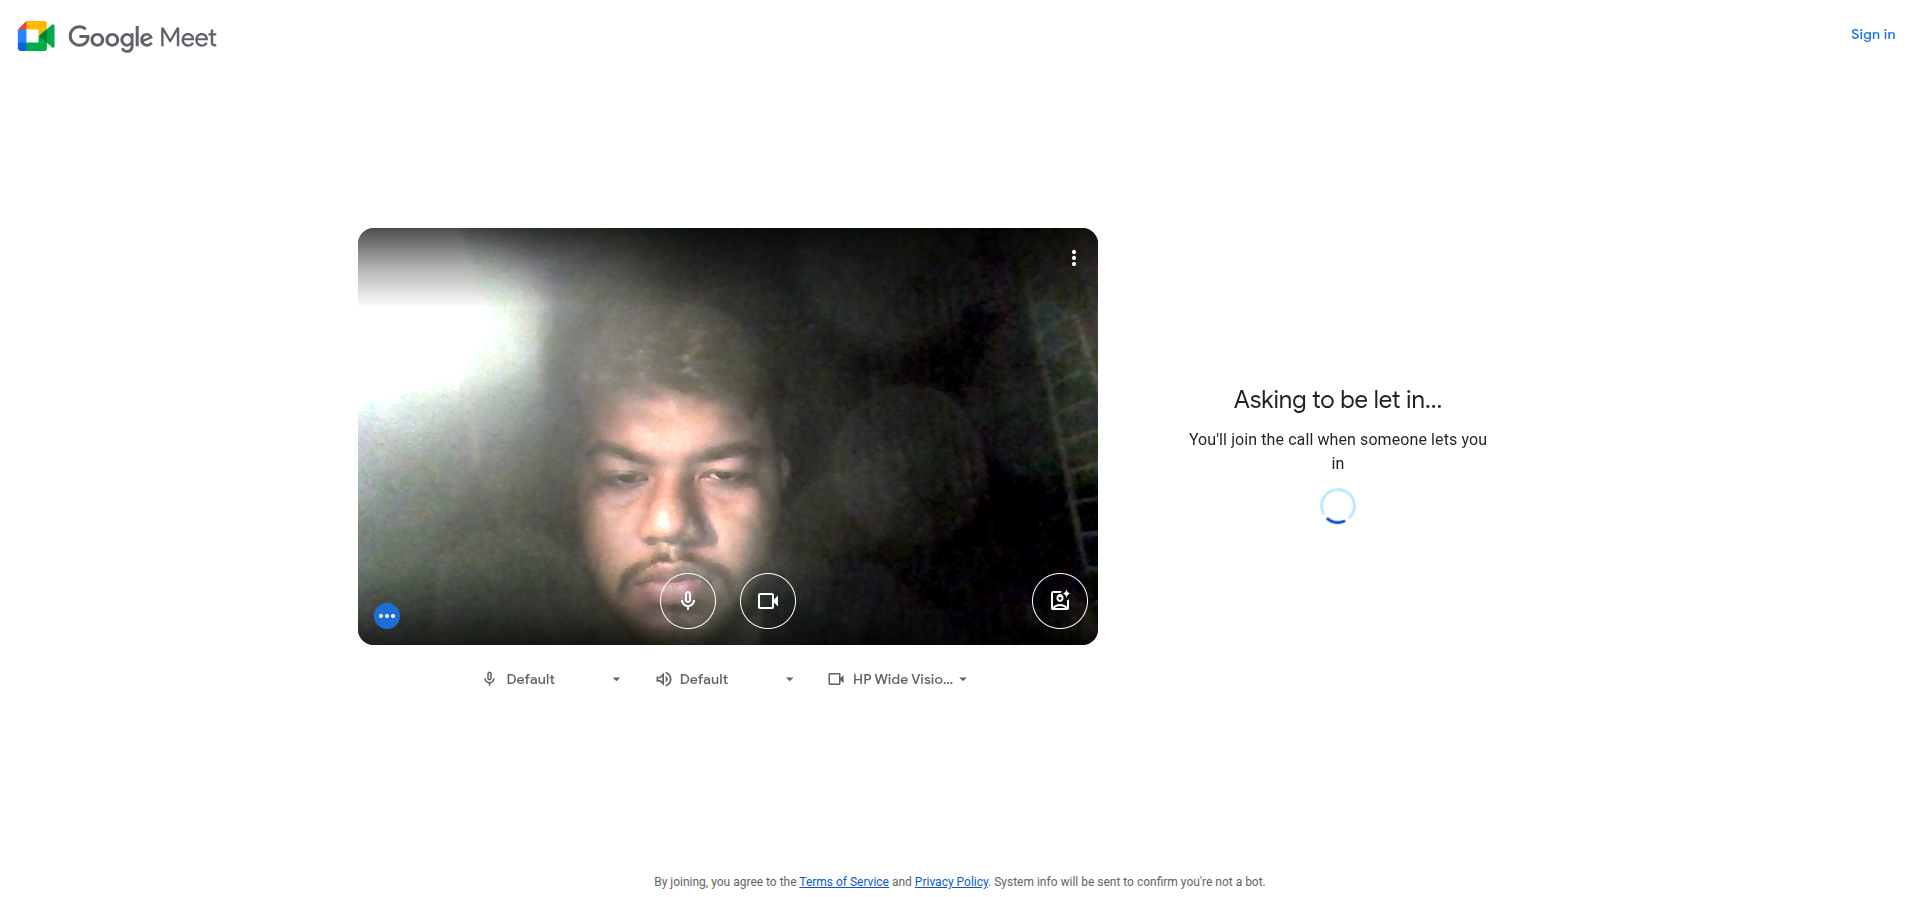 Google Meet
Sign in
Asking to be let in...
You'll join the call when someone lets you
in
Default
Default
HP Wide Visio...
By joining, you agree to the Terms of Service and Privacy Policy. System info will be sent to confirm you're not a bot.